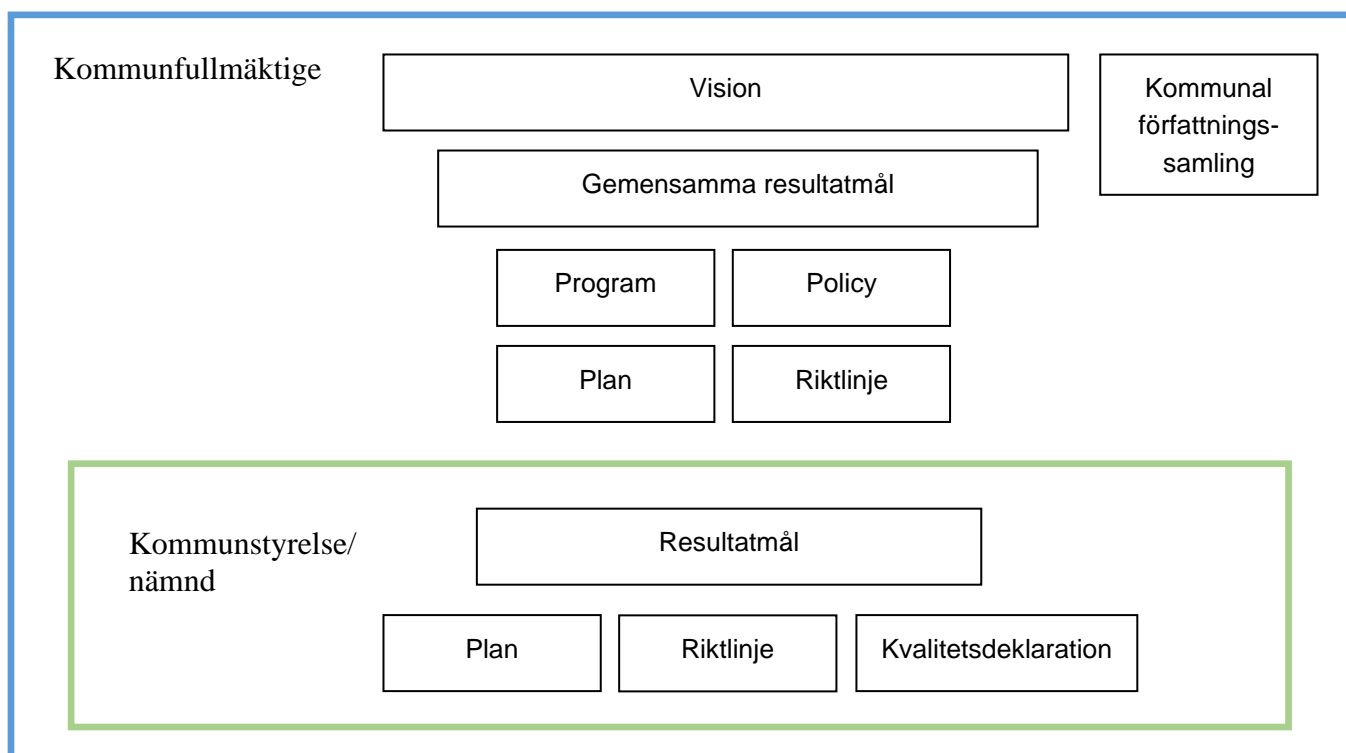 Kommunfullmäktige
Vision
Kommunal
författnings-
samling
Gemensamma resultatmål
Program
Policy
Plan
Riktlinje
Kommunstyrelse/
nämnd
Resultatmål
Plan
Riktlinje
Kvalitetsdeklaration